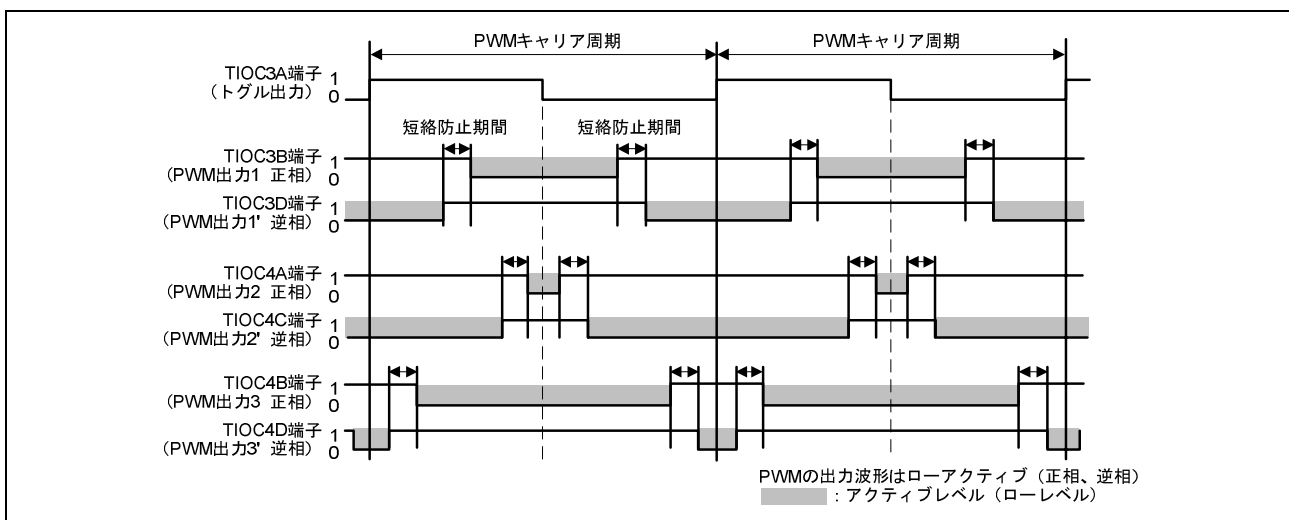 PWMキャリア周期 PWMキャリア周期
TIOC3A端子 1
（トグル出力） 0
短絡防止期間 短絡防止期間
TIOC3B端子 1
（PWM出力1 正相） 0
TIOC3D端子 1
（PWM出力1' 逆相） 0
TIOC4A端子 1
（PWM出力2 正相） 0
TIOC4C端子 1
（PWM出力2' 逆相） 0
TIOC4B端子 1
（PWM出力3 正相） 0
TIOC4D端子 1
（PWM出力3' 逆相） 0
PWMの出力波形はローアクティブ（正相、逆相）
：アクティブレベル（ローレベル）